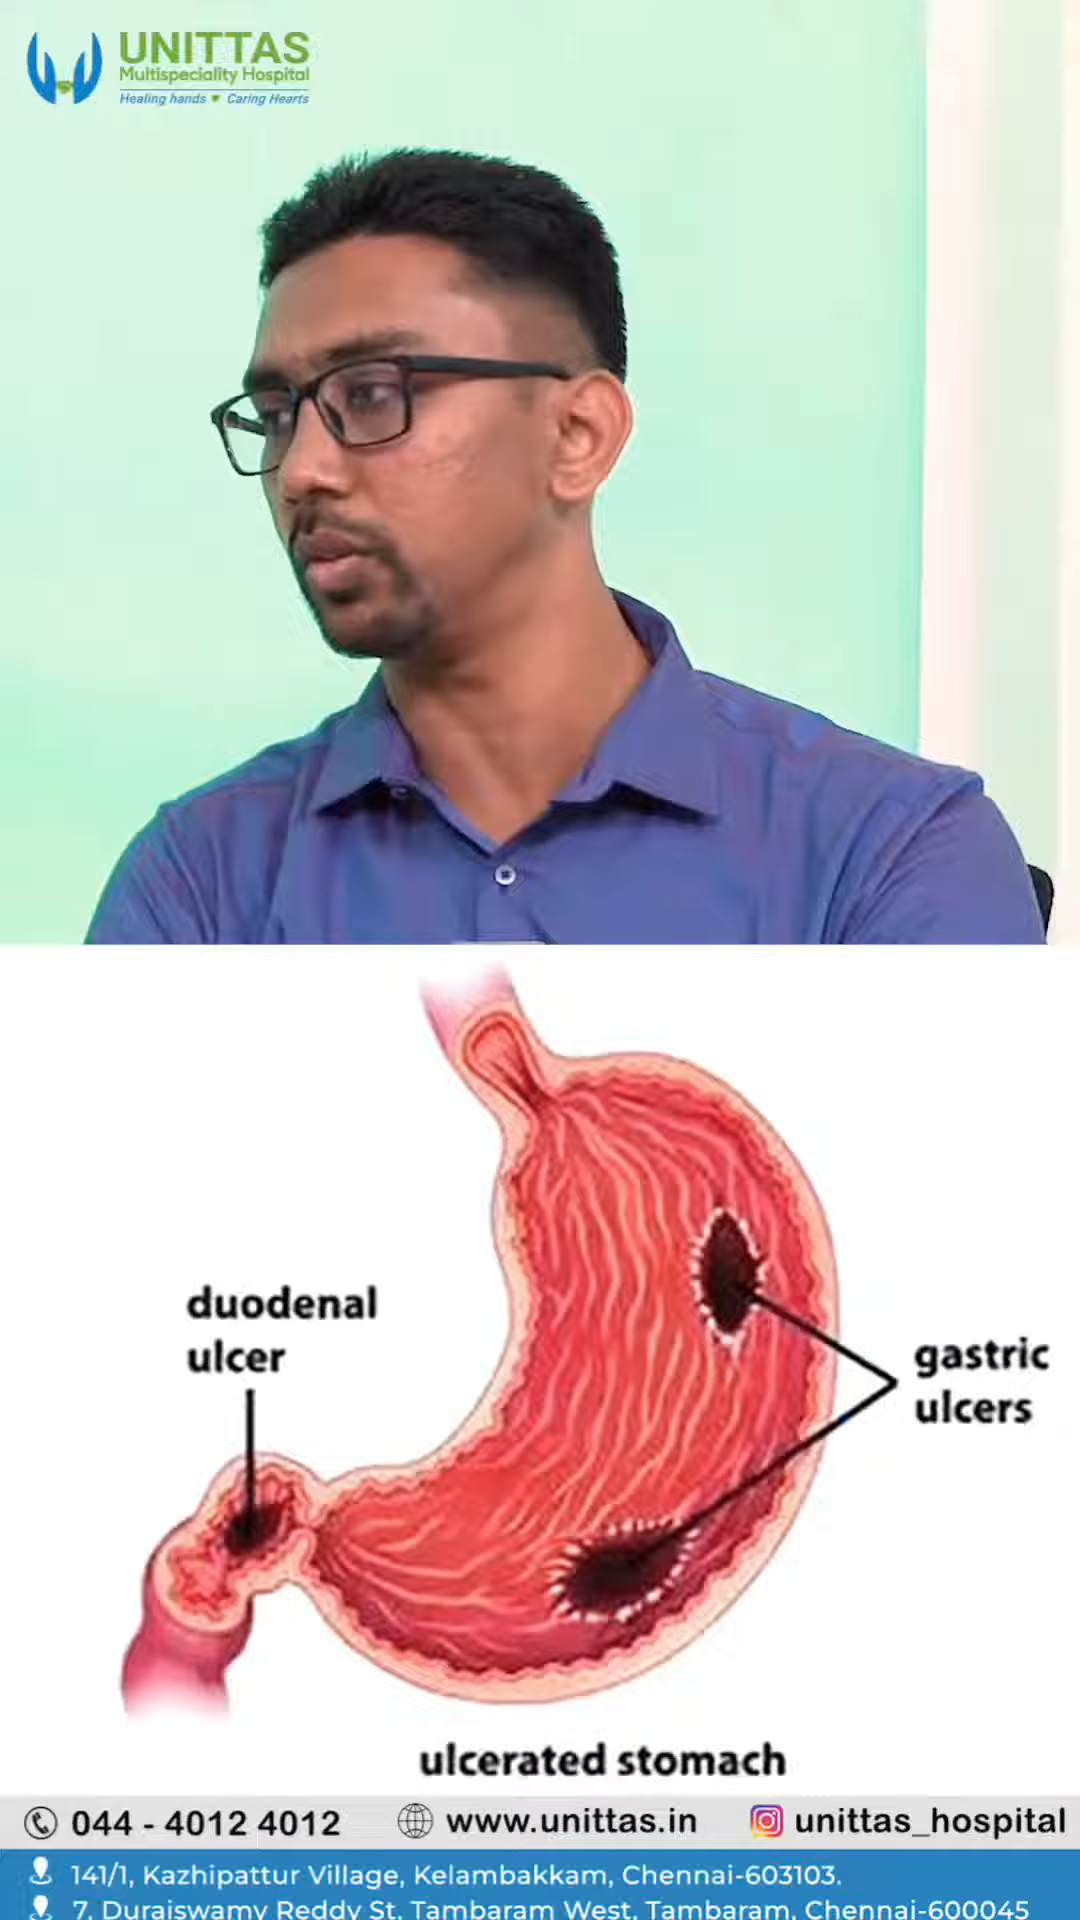 UNITTAS
Multispeciality Hospital
Healing hands Caring Hearts
duodenal
ulcer
gastric
ulcers
ulcerated stomach
044 - 4012 4012 www.unittas.in unittas_hospital
141/1, Kazhipattur Village, Kelambakkam, Chennai-603103.
7, Duraiswamy Reddy St, Tambaram West, Tambaram, Chennai-600045